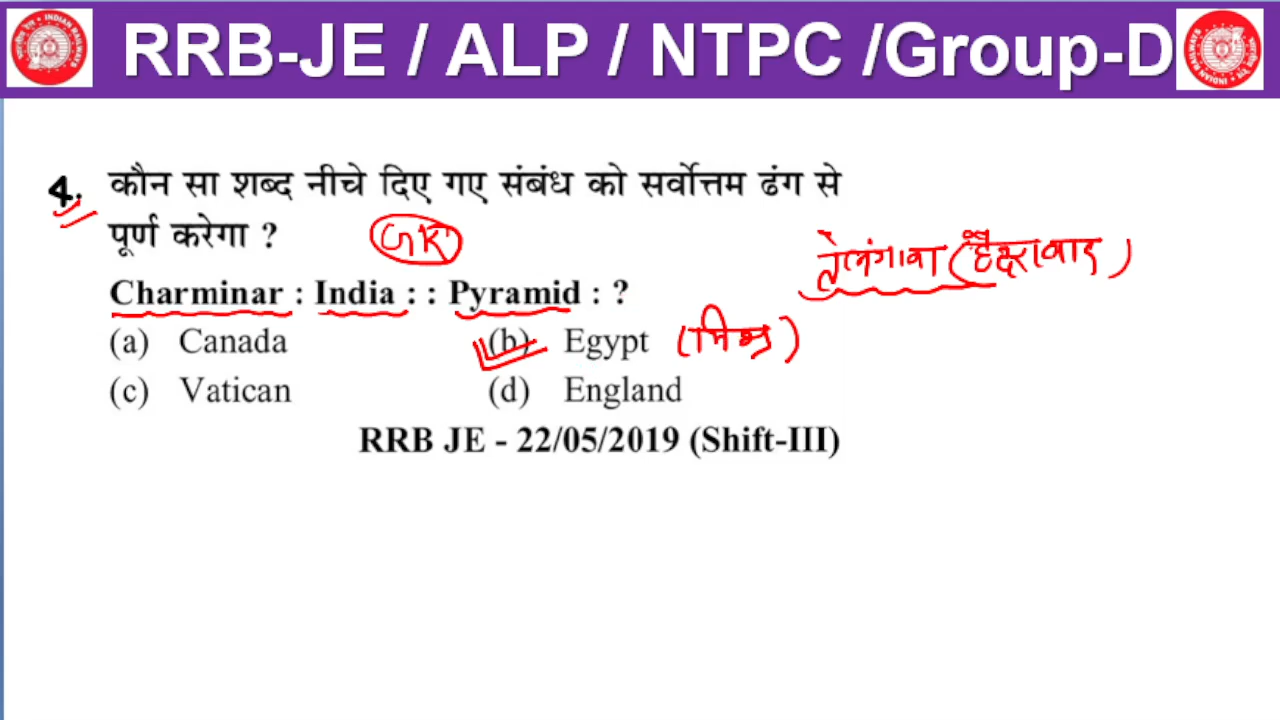 RRB-JE / ALP / NTPC /Group-D
4. कौन सा शब्द नीचे दिए गए संबंध को सर्वोत्तम ढंग से
पूर्ण करेगा ? GK
तेलंगाना (हैदराबाद)
Charminar : India : : Pyramid : ?
(a) Canada (b) Egypt (मिस्र)
(c) Vatican (d) England
RRB JE - 22/05/2019 (Shift-III)